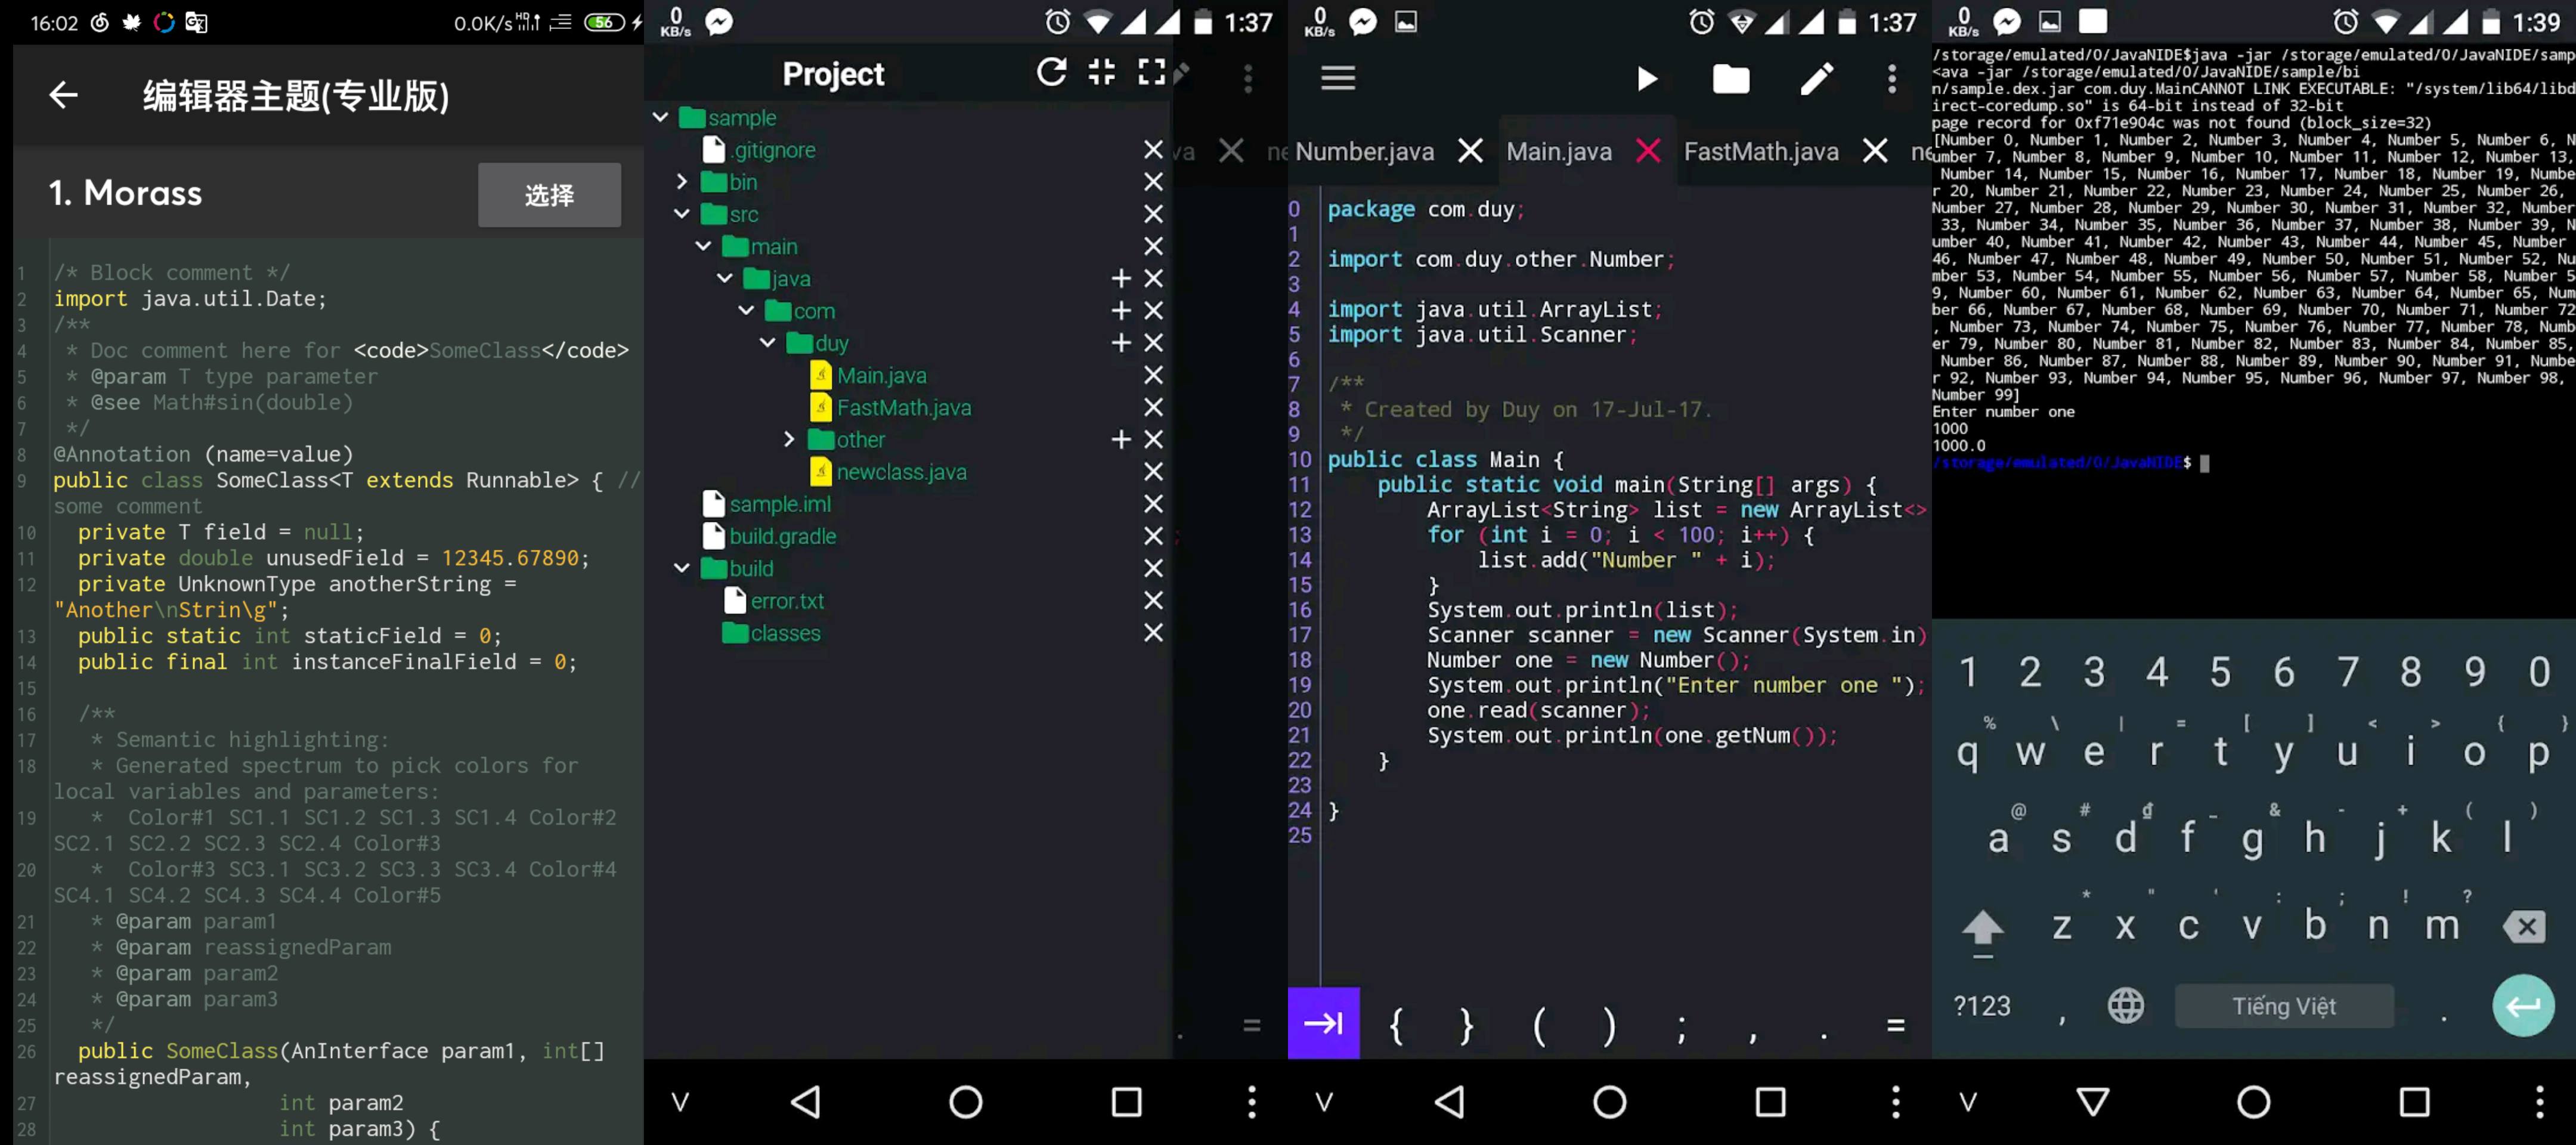 16:02
0.0K/s
56
编辑器主题(专业版)
1. Morass
选择
1 /* Block comment */
2 import java.util.Date;
3 /**
4 * Doc comment here for <code>SomeClass</code>
5 * @param T type parameter
6 * @see Math#sin(double)
7 */
8 @Annotation (name=value)
9 public class SomeClass<T extends Runnable> { //
some comment
10 private T field = null;
11 private double unusedField = 12345.67890;
12 private UnknownType anotherString =
"Another\nStrin\g";
13 public static int staticField = 0;
14 public final int instanceFinalField = 0;
15
16 /**
17 * Semantic highlighting:
18 * Generated spectrum to pick colors for
local variables and parameters:
19 * Color#1 SC1.1 SC1.2 SC1.3 SC1.4 Color#2
SC2.1 SC2.2 SC2.3 SC2.4 Color#3
20 * Color#3 SC3.1 SC3.2 SC3.3 SC3.4 Color#4
SC4.1 SC4.2 SC4.3 SC4.4 Color#5
21 * @param param1
22 * @param reassignedParam
23 * @param param2
24 * @param param3
25 */
26 public SomeClass(AnInterface param1, int[]
reassignedParam,
27 int param2
28 int param3) {
0 KB/s
1:37
Project
sample
.gitignore
bin
src
main
java
com
duy
Main.java
FastMath.java
other
newclass.java
sample.iml
build.gradle
build
error.txt
classes
va
ne
=
0 KB/s
1:37
Number.java
Main.java
FastMath.java
ne
0 package com.duy;
1
2 import com.duy.other.Number;
3
4 import java.util.ArrayList;
5 import java.util.Scanner;
6
7 /**
8 * Created by Duy on 17-Jul-17.
9 */
10 public class Main {
11 public static void main(String[] args) {
12 ArrayList<String> list = new ArrayList<>
13 for (int i = 0; i < 100; i++) {
14 list.add("Number " + i);
15 }
16 System.out.println(list);
17 Scanner scanner = new Scanner(System.in)
18 Number one = new Number();
19 System.out.println("Enter number one ");
20 one.read(scanner);
21 System.out.println(one.getNum());
22 }
23
24 }
25
{ } ( ) ; , . =
0 KB/s
1:39
/storage/emulated/0/JavaNIDE$java -jar /storage/emulated/0/JavaNIDE/samp
<ava -jar /storage/emulated/0/JavaNIDE/sample/bi
n/sample.dex.jar com.duy.MainCANNOT LINK EXECUTABLE: "/system/lib64/libd
irect-coredump.so" is 64-bit instead of 32-bit
page record for 0xf71e904c was not found (block_size=32)
[Number 0, Number 1, Number 2, Number 3, Number 4, Number 5, Number 6, N
umber 7, Number 8, Number 9, Number 10, Number 11, Number 12, Number 13,
Number 14, Number 15, Number 16, Number 17, Number 18, Number 19, Numbe
r 20, Number 21, Number 22, Number 23, Number 24, Number 25, Number 26,
Number 27, Number 28, Number 29, Number 30, Number 31, Number 32, Number
33, Number 34, Number 35, Number 36, Number 37, Number 38, Number 39, N
umber 40, Number 41, Number 42, Number 43, Number 44, Number 45, Number
46, Number 47, Number 48, Number 49, Number 50, Number 51, Number 52, Nu
mber 53, Number 54, Number 55, Number 56, Number 57, Number 58, Number 5
9, Number 60, Number 61, Number 62, Number 63, Number 64, Number 65, Num
ber 66, Number 67, Number 68, Number 69, Number 70, Number 71, Number 72
, Number 73, Number 74, Number 75, Number 76, Number 77, Number 78, Numb
er 79, Number 80, Number 81, Number 82, Number 83, Number 84, Number 85,
Number 86, Number 87, Number 88, Number 89, Number 90, Number 91, Numbe
r 92, Number 93, Number 94, Number 95, Number 96, Number 97, Number 98,
Number 99]
Enter number one
1000
1000.0
/storage/emulated/0/JavaNIDE$
1 2 3 4 5 6 7 8 9 0
% \ | = [ ] < > { }
q w e r t y u i o p
@ # ₫ _ & - + ( )
a s d f g h j k l
* " ' : ; ! ?
z x c v b n m
?123 , Tiếng Việt .